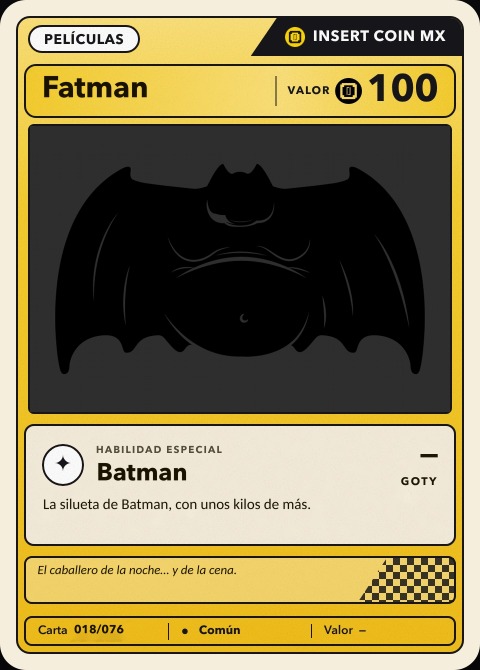 PELÍCULAS
INSERT COIN MX
Fatman
VALOR 100
HABILIDAD ESPECIAL
Batman
—
GOTY
La silueta de Batman, con unos kilos de más.
El caballero de la noche... y de la cena.
Carta 018/076 • Común Valor —